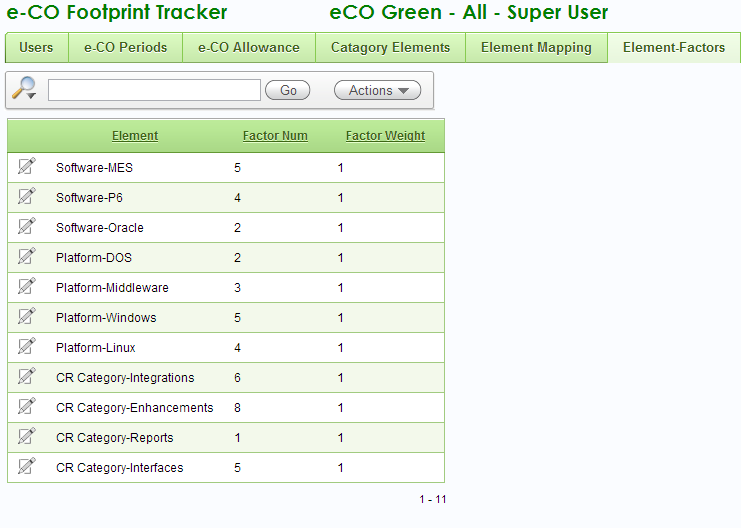 e-CO Footprint Tracker eCO Green - All - Super User
Users e-CO Periods e-CO Allowance Catagory Elements Element Mapping Element-Factors
Go Actions
Element Factor Num Factor Weight
Software-MES 5 1
Software-P6 4 1
Software-Oracle 2 1
Platform-DOS 2 1
Platform-Middleware 3 1
Platform-Windows 5 1
Platform-Linux 4 1
CR Category-Integrations 6 1
CR Category-Enhancements 8 1
CR Category-Reports 1 1
CR Category-Interfaces 5 1
1 - 11